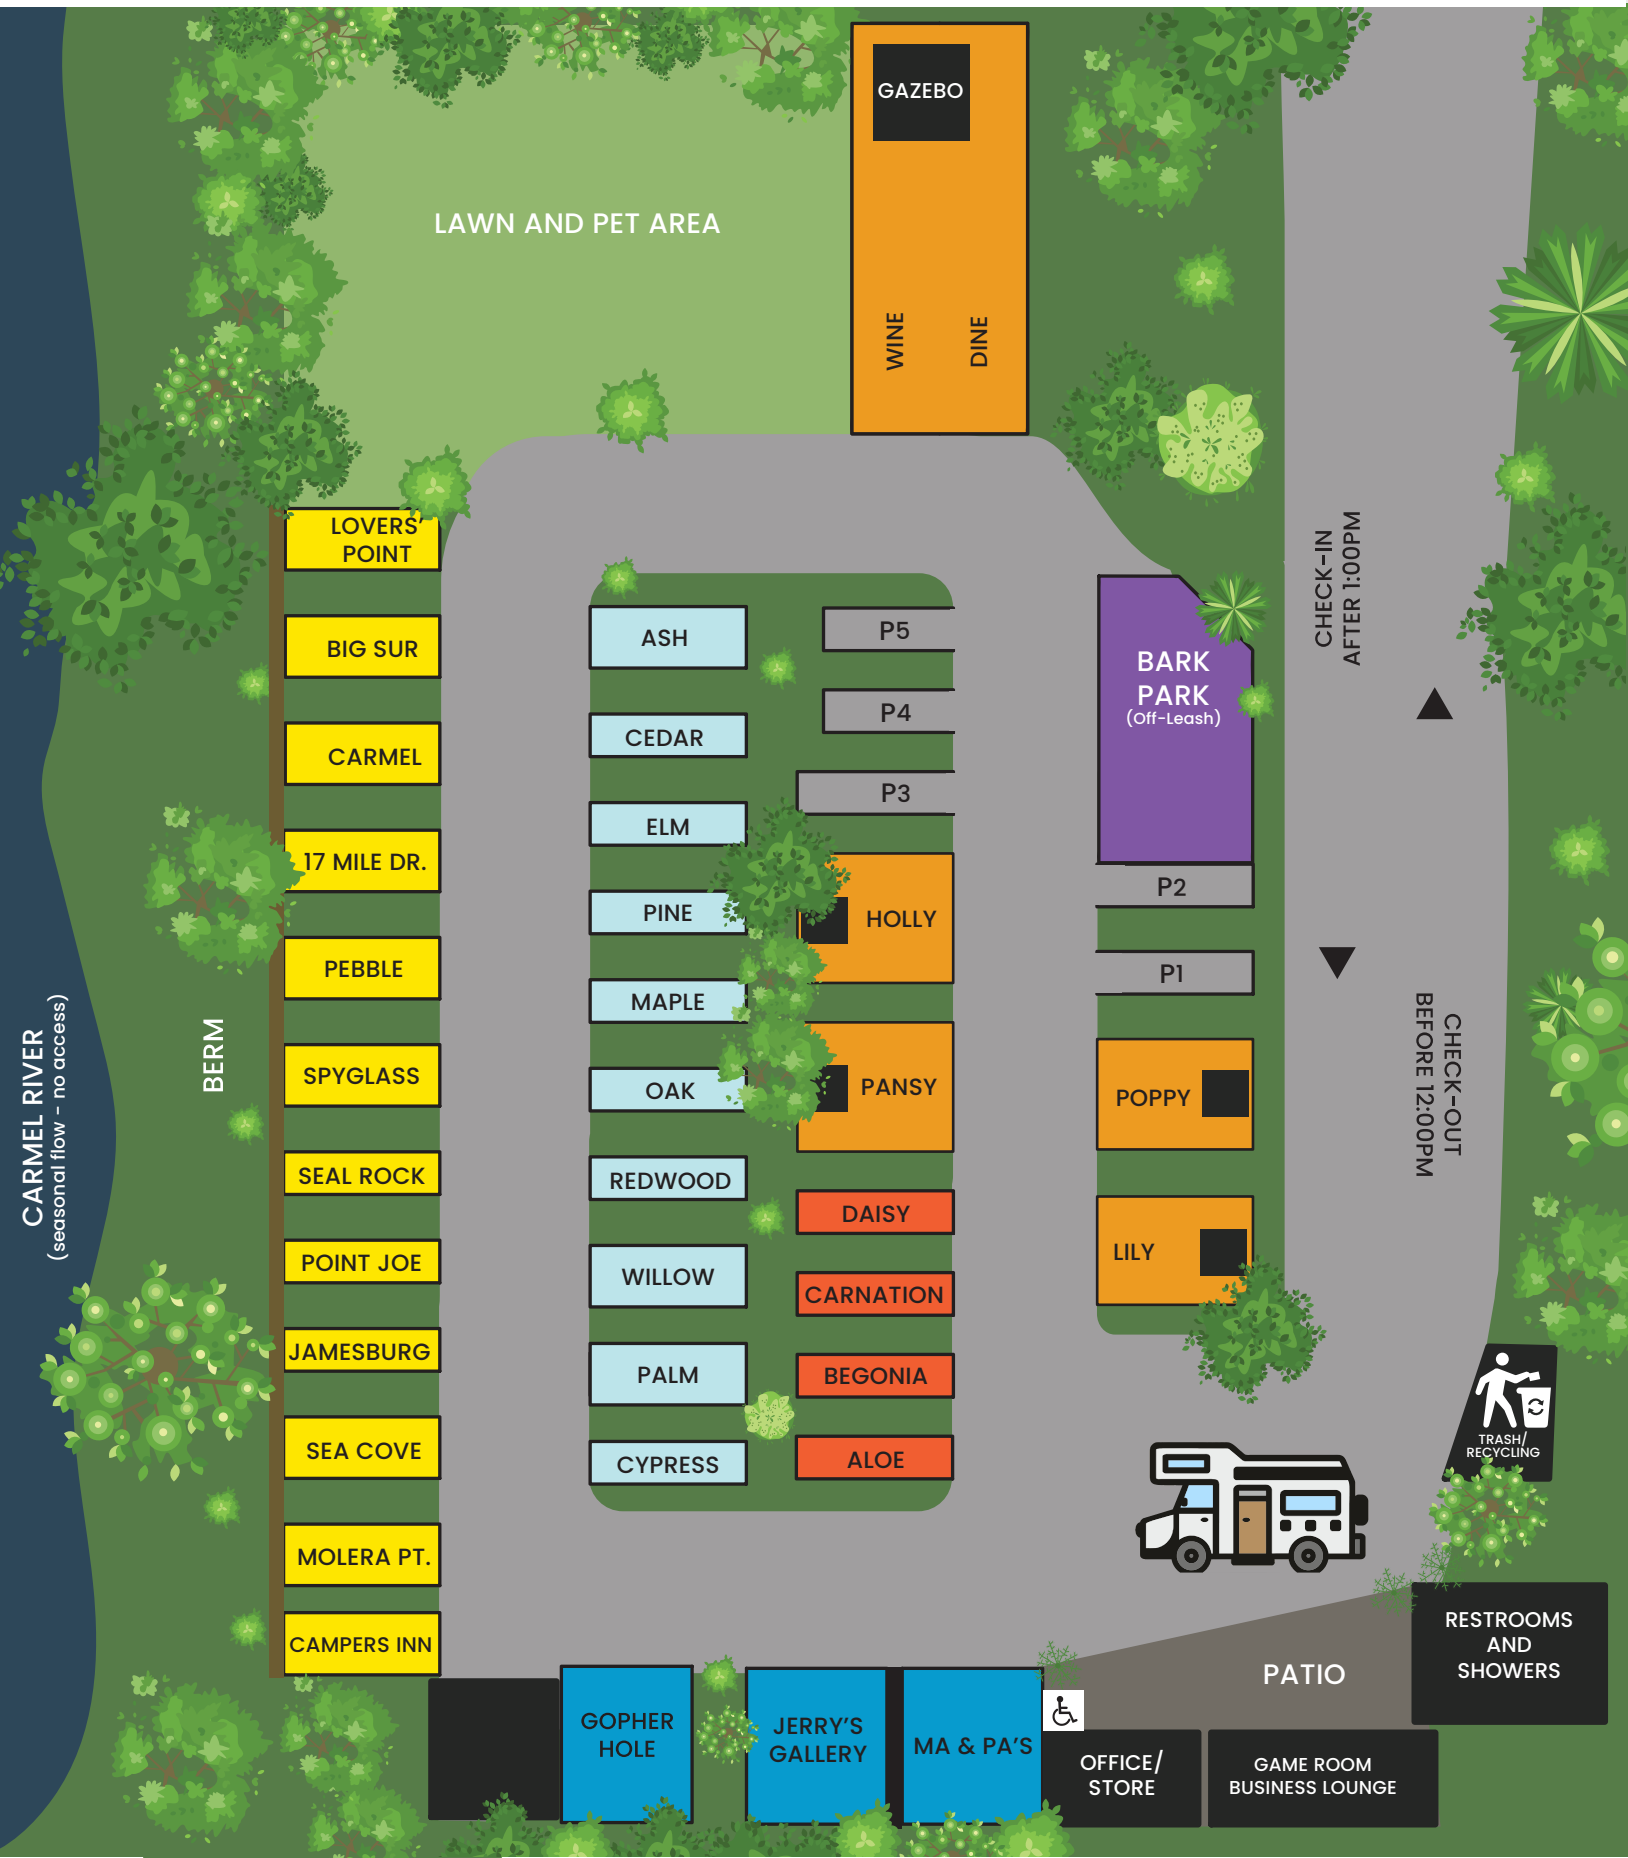 GAZEBO
LAWN AND PET AREA
WINE
DINE
LOVERS'
POINT
BIG SUR
CARMEL
17 MILE DR.
PEBBLE
SPYGLASS
SEAL ROCK
POINT JOE
JAMESBURG
SEA COVE
MOLERA PT.
CAMPERS INN
CARMEL RIVER
(seasonal flow - no access)
BERM
ASH
CEDAR
ELM
PINE
MAPLE
OAK
REDWOOD
WILLOW
PALM
CYPRESS
P5
P4
P3
HOLLY
PANSY
DAISY
CARNATION
BEGONIA
ALOE
BARK
PARK
(Off-Leash)
P2
P1
POPPY
LILY
CHECK-IN
AFTER 1:00PM
CHECK-OUT
BEFORE 12:00PM
TRASH/
RECYCLING
RESTROOMS
AND
SHOWERS
PATIO
GOPHER
HOLE
JERRY'S
GALLERY
MA & PA'S
OFFICE/
STORE
GAME ROOM
BUSINESS LOUNGE